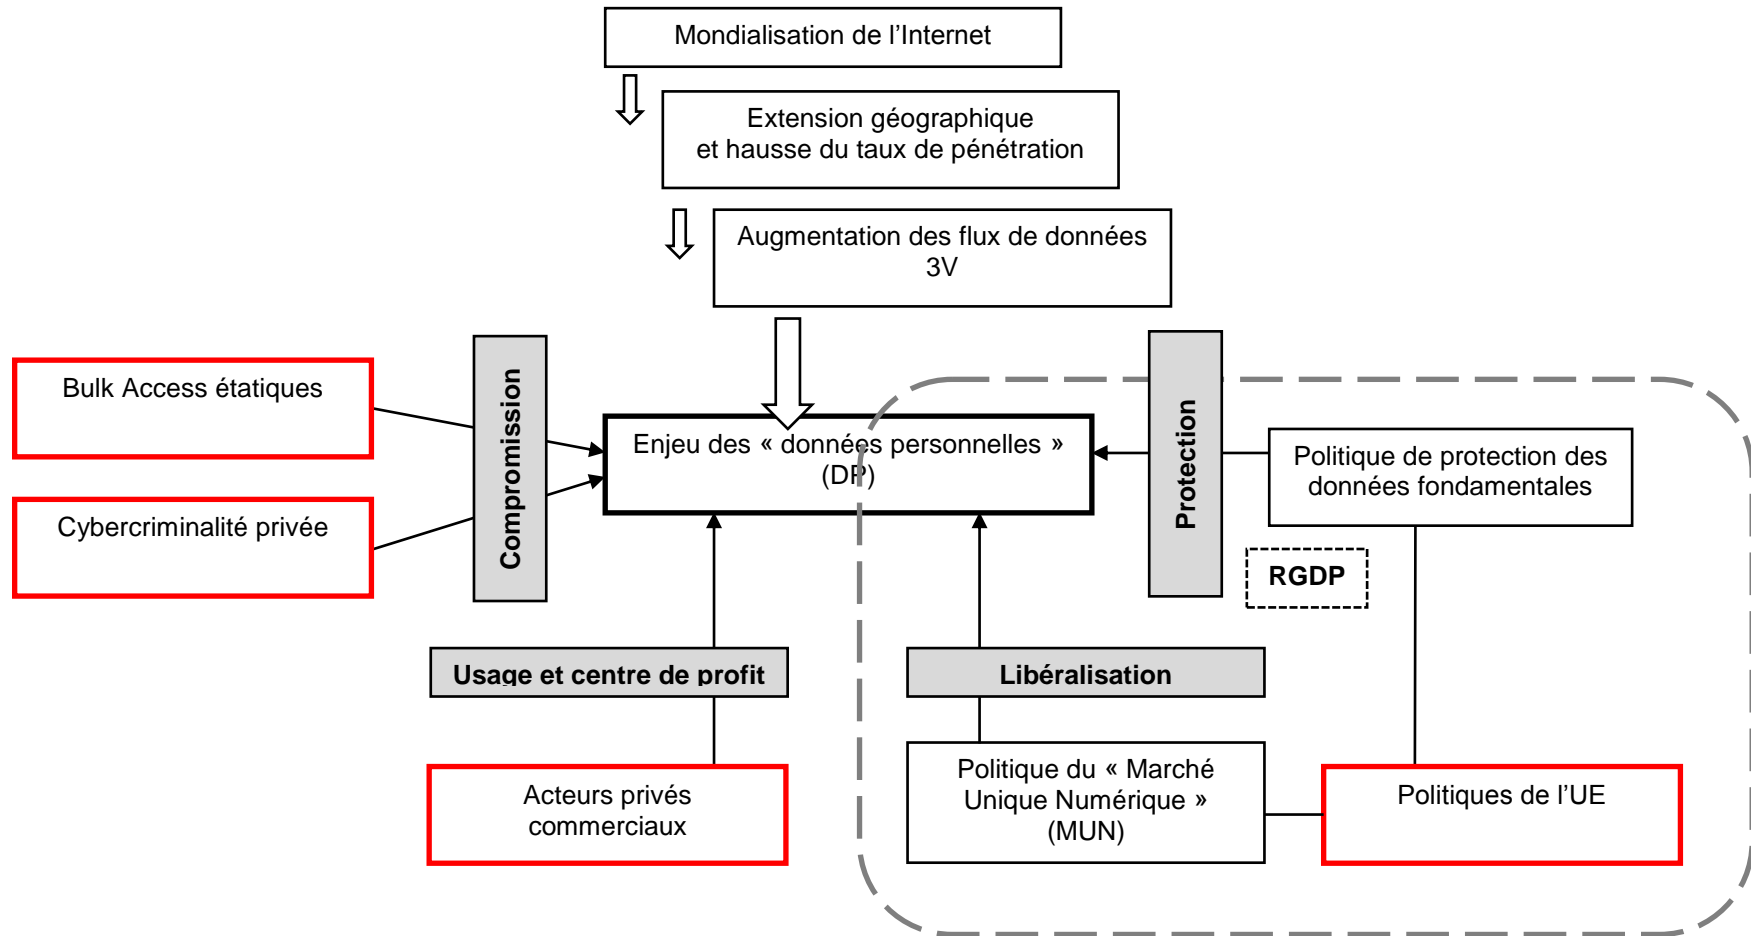 Mondialisation de l’Internet
Extension géographique
et hausse du taux de pénétration
Augmentation des flux de données
3V
Bulk Access étatiques
Cybercriminalité privée
Compromission
Enjeu des « données personnelles »
(DP)
Protection
Politique de protection des
données fondamentales
RGDP
Usage et centre de profit
Libéralisation
Acteurs privés
commerciaux
Politique du « Marché
Unique Numérique »
(MUN)
Politiques de l’UE